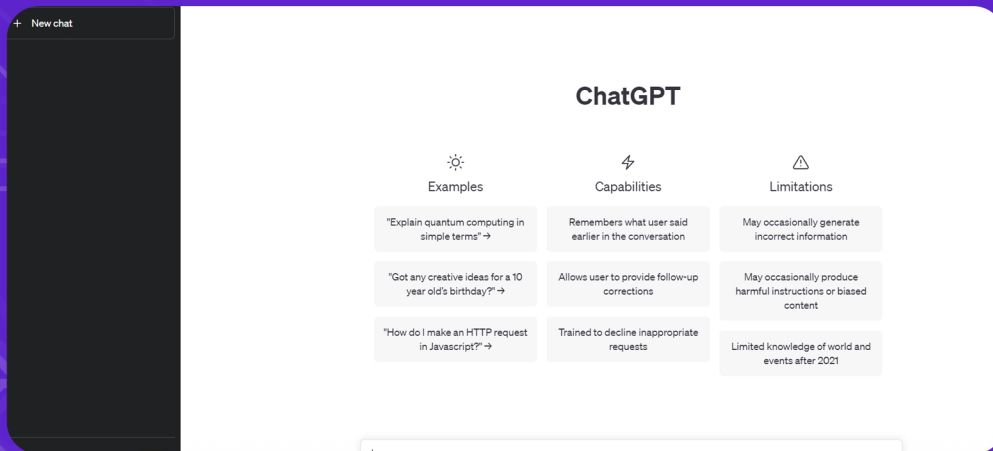 + New chat
ChatGPT
Examples
"Explain quantum computing in
simple terms" →
"Got any creative ideas for a 10
year old's birthday?" →
"How do I make an HTTP request
in Javascript?" →
Capabilities
Remembers what user said
earlier in the conversation
Allows user to provide follow-up
corrections
Trained to decline inappropriate
requests
Limitations
May occasionally generate
incorrect information
May occasionally produce
harmful instructions or biased
content
Limited knowledge of world and
events after 2021